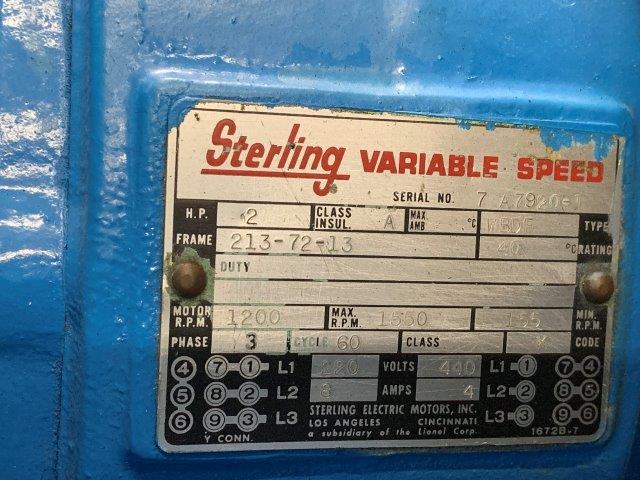 Sterling VARIABLE SPEED
SERIAL NO. 7 A7920-1
H.P. 2 CLASS INSUL. A MAX AMB °C TYPE
FRAME 213-72-13 40 °C RATING
DUTY
MOTOR R.P.M. 1200 MAX. R.P.M. 1550 155 MIN. R.P.M.
PHASE 3 CYCLE 60 CLASS K CODE
4 7 1 L1 220 VOLTS 440 L1 1 7 4
5 8 2 L2 8 AMPS 4 L2 2 8 5
6 9 3 L3 STERLING ELECTRIC MOTORS, INC. L3 3 9 6
LOS ANGELES CINCINNATI
Y CONN. a subsidiary of the Lionel Corp. 1672B-7